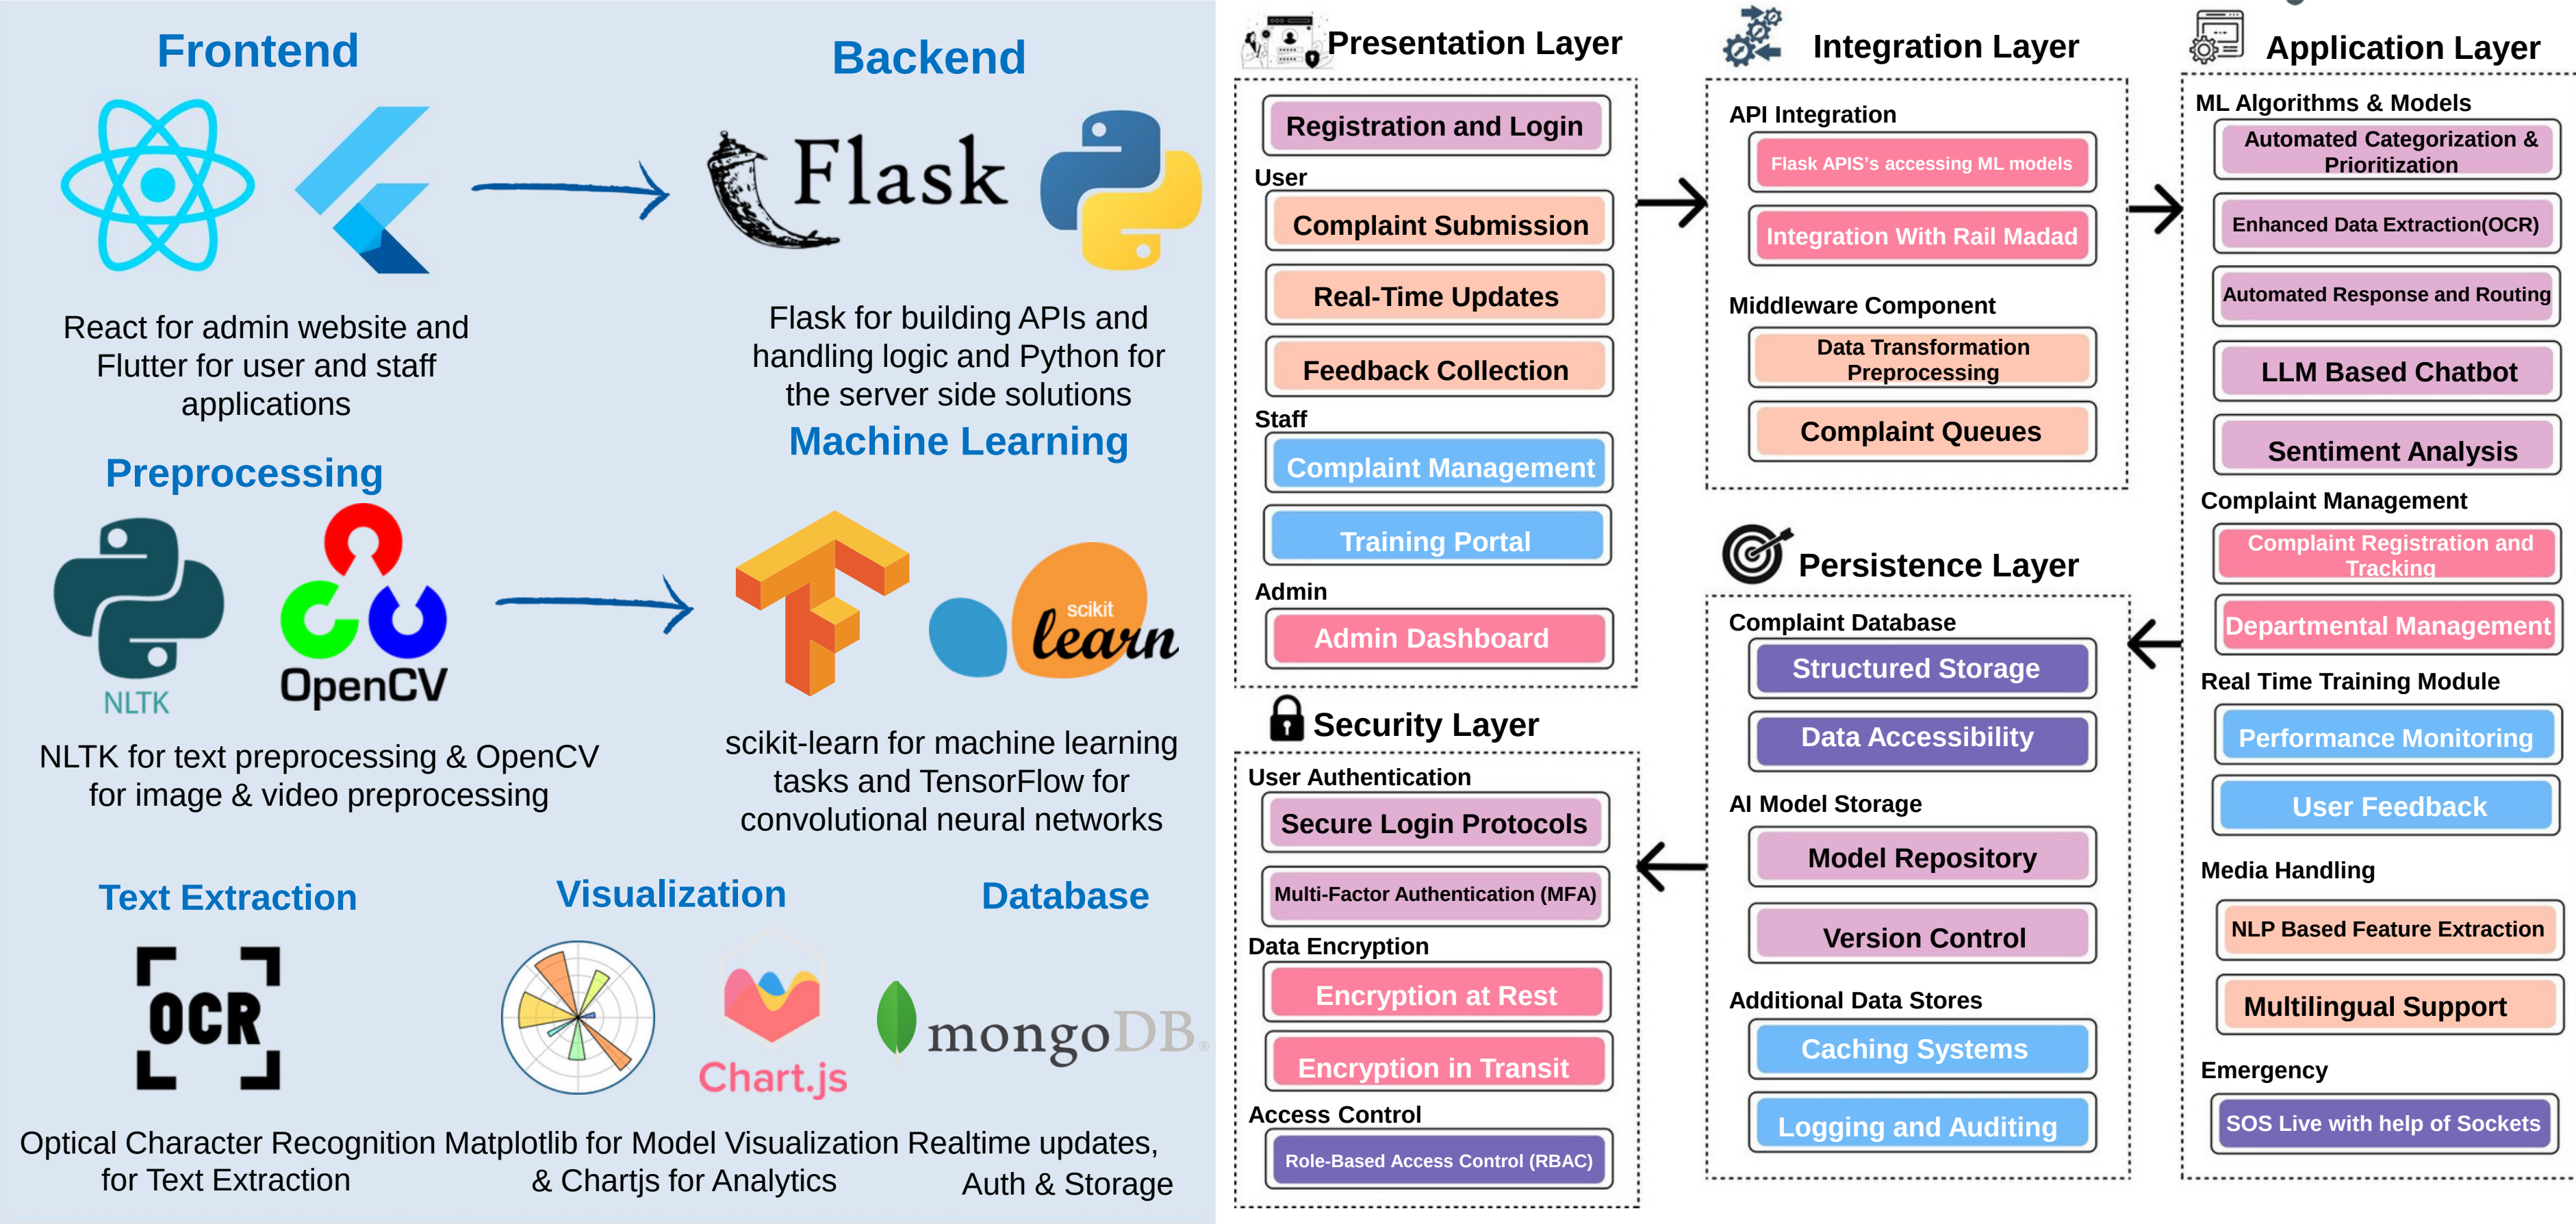 Frontend
Backend
Flask
React for admin website and
Flutter for user and staff
applications
Flask for building APIs and
handling logic and Python for
the server side solutions
Preprocessing
Machine Learning
NLTK
OpenCV
scikit
learn
NLTK for text preprocessing & OpenCV
for image & video preprocessing
scikit-learn for machine learning
tasks and TensorFlow for
convolutional neural networks
Text Extraction
Visualization
Database
OCR
Chart.js
mongoDB®
Optical Character Recognition
for Text Extraction
Matplotlib for Model Visualization
& Chartjs for Analytics
Realtime updates,
Auth & Storage
Presentation Layer
Registration and Login
User
Complaint Submission
Real-Time Updates
Feedback Collection
Staff
Complaint Management
Training Portal
Admin
Admin Dashboard
Security Layer
User Authentication
Secure Login Protocols
Multi-Factor Authentication (MFA)
Data Encryption
Encryption at Rest
Encryption in Transit
Access Control
Role-Based Access Control (RBAC)
Integration Layer
API Integration
Flask APIS's accessing ML models
Integration With Rail Madad
Middleware Component
Data Transformation
Preprocessing
Complaint Queues
Persistence Layer
Complaint Database
Structured Storage
Data Accessibility
AI Model Storage
Model Repository
Version Control
Additional Data Stores
Caching Systems
Logging and Auditing
Application Layer
ML Algorithms & Models
Automated Categorization &
Prioritization
Enhanced Data Extraction(OCR)
Automated Response and Routing
LLM Based Chatbot
Sentiment Analysis
Complaint Management
Complaint Registration and
Tracking
Departmental Management
Real Time Training Module
Performance Monitoring
User Feedback
Media Handling
NLP Based Feature Extraction
Multilingual Support
Emergency
SOS Live with help of Sockets